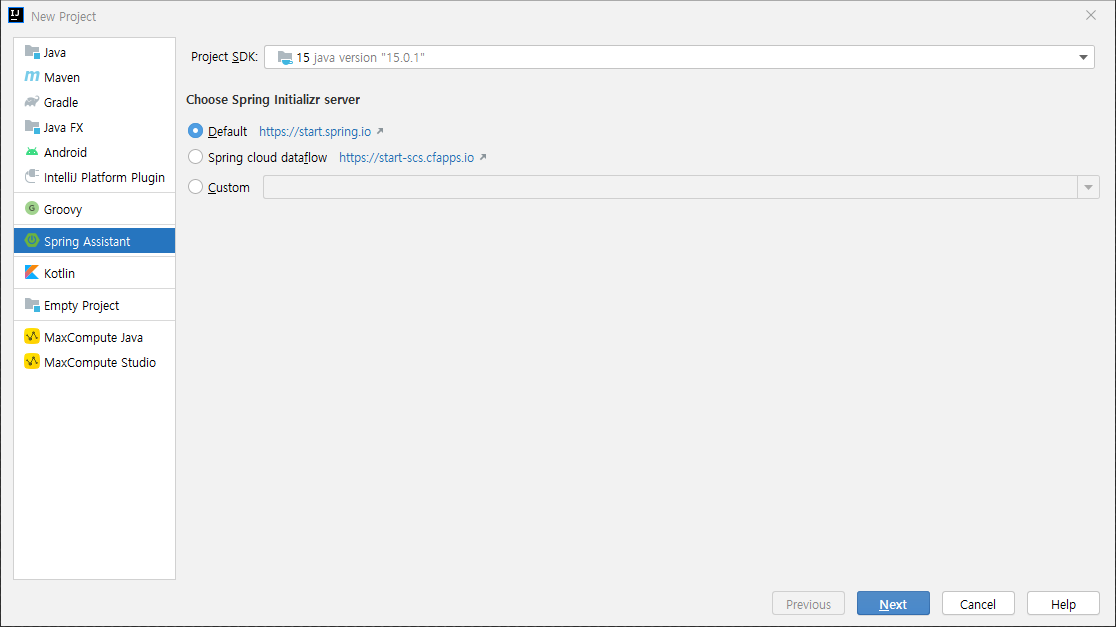 New Project
Java
Maven
Gradle
Java FX
Android
IntelliJ Platform Plugin
Groovy
Spring Assistant
Kotlin
Empty Project
MaxCompute Java
MaxCompute Studio
Project SDK: 15 java version "15.0.1"
Choose Spring Initializr server
Default https://start.spring.io
Spring cloud dataflow https://start-scs.cfapps.io
Custom
Previous Next Cancel Help